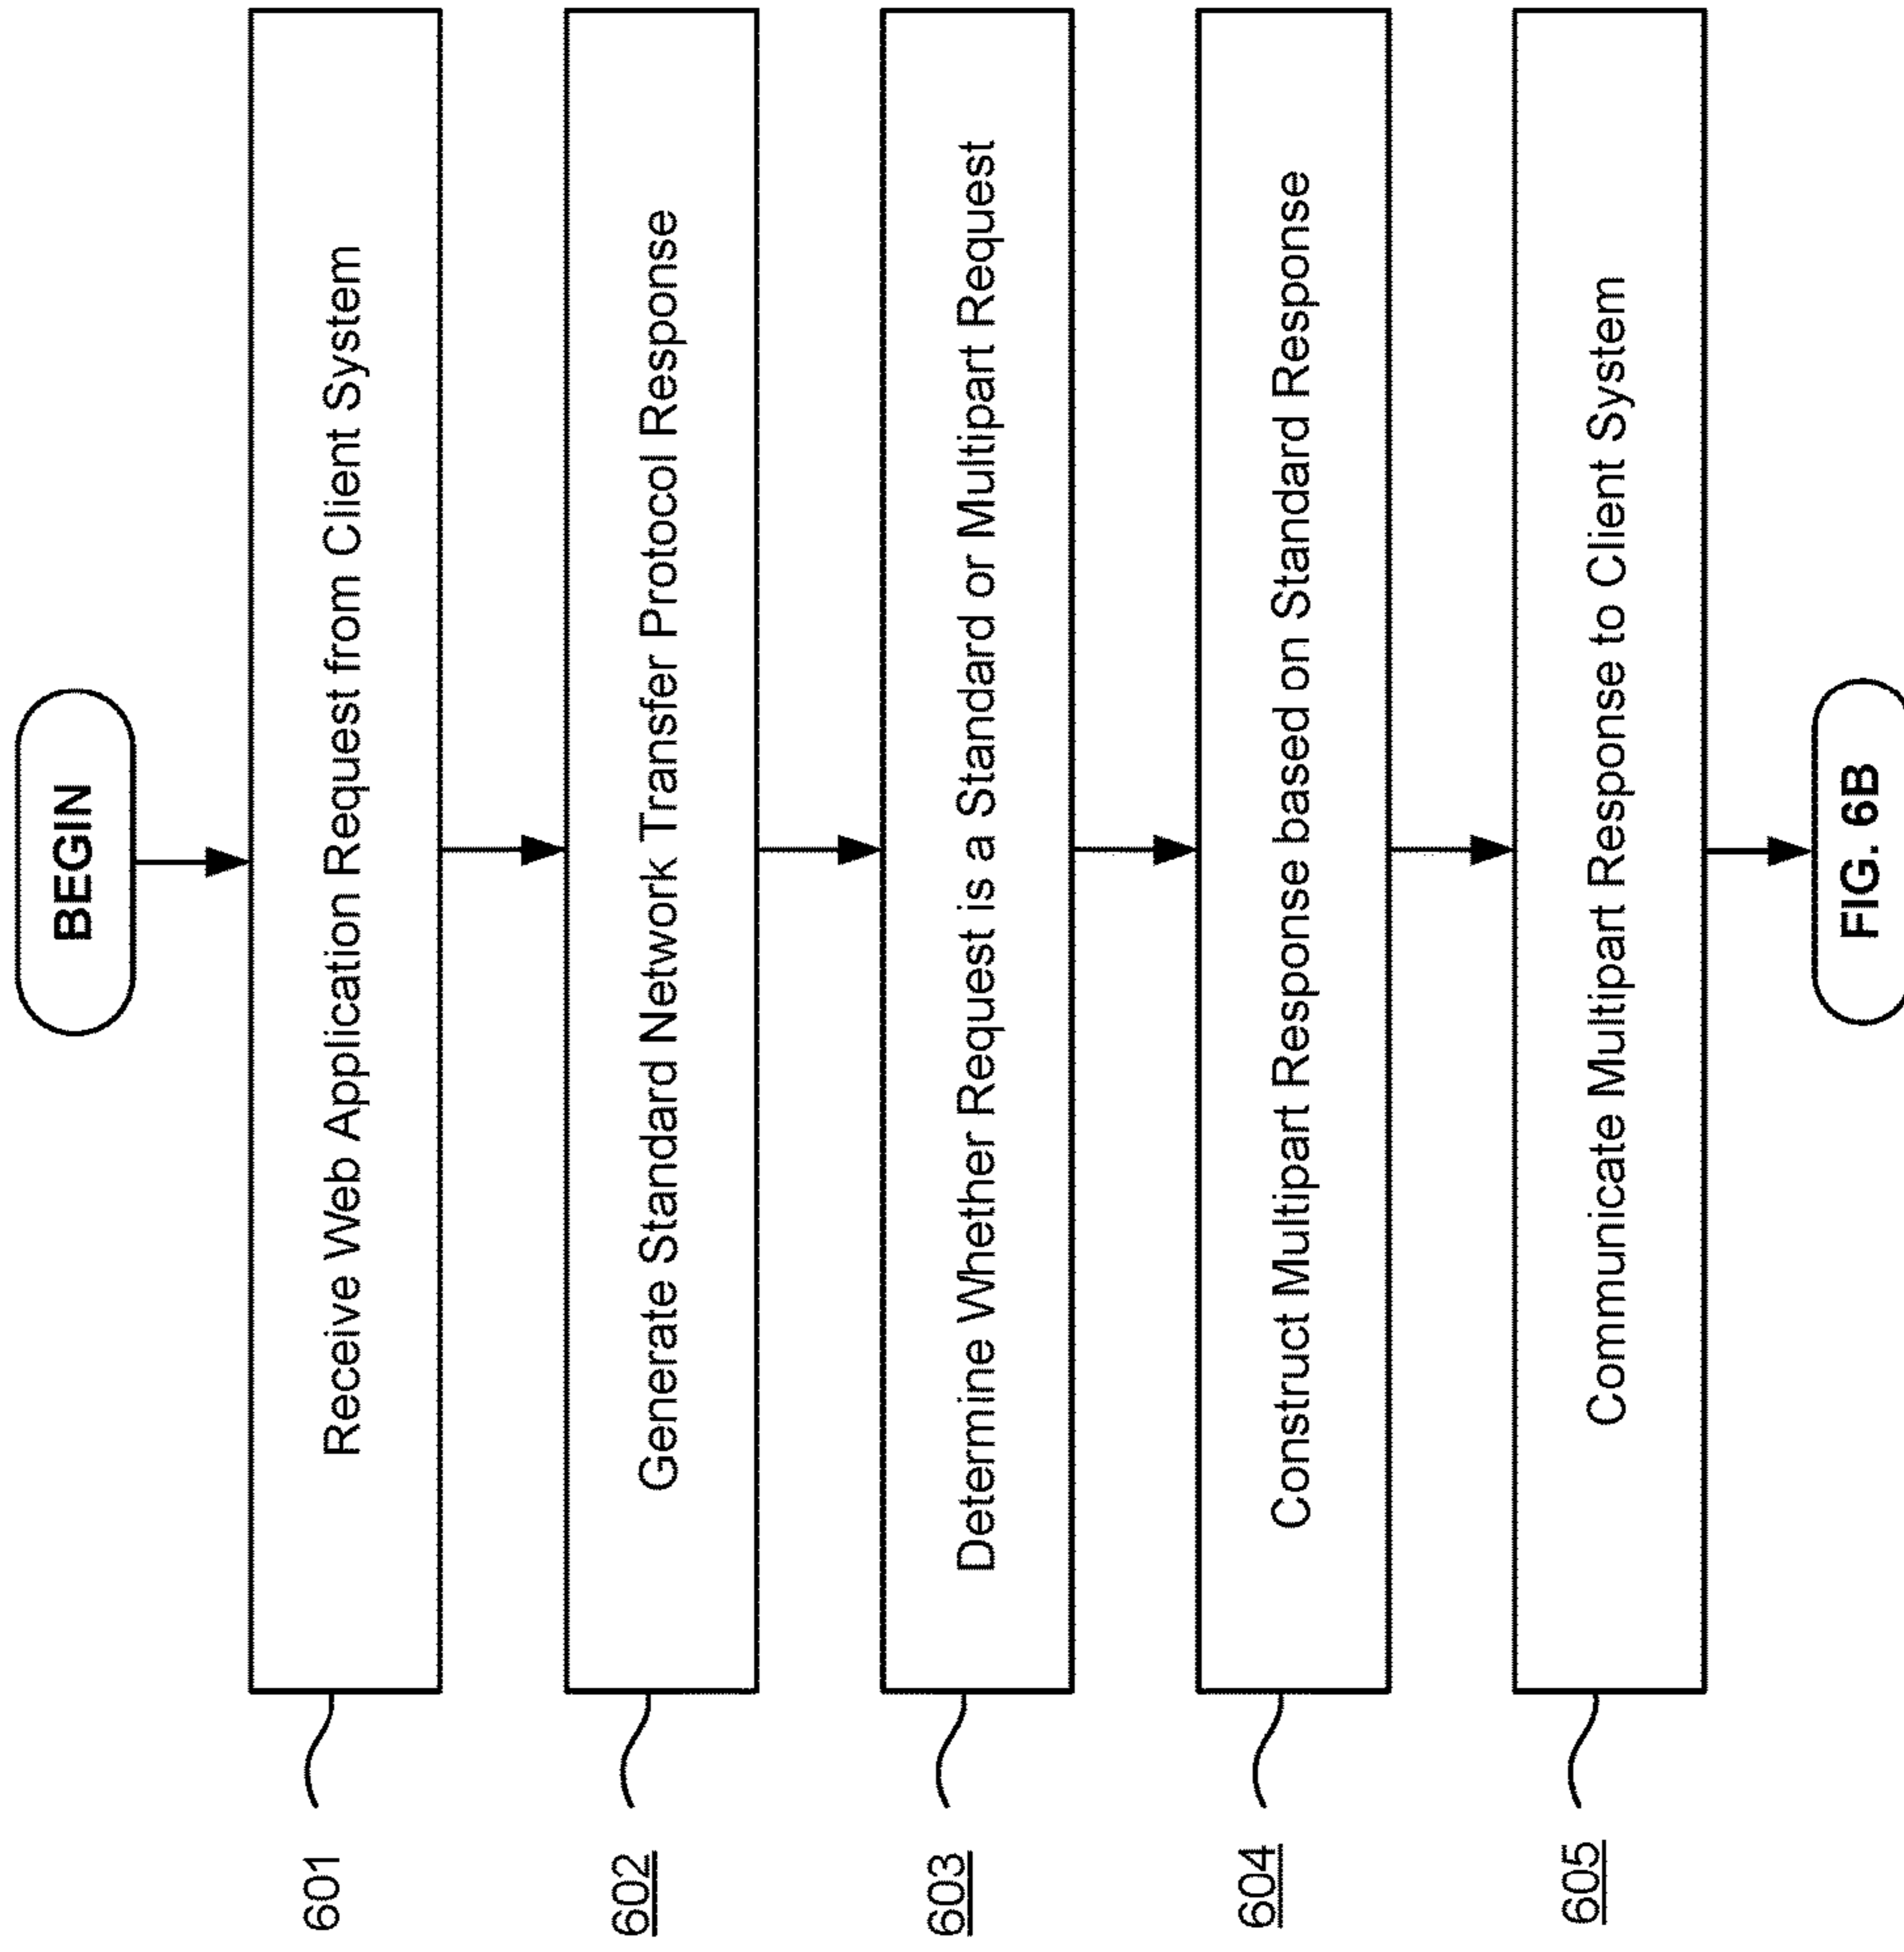 BEGIN
601
Receive Web Application Request from Client System
602
Generate Standard Network Transfer Protocol Response
603
Determine Whether Request is a Standard or Multipart Request
604
Construct Multipart Response based on Standard Response
605
Communicate Multipart Response to Client System
FIG. 6B